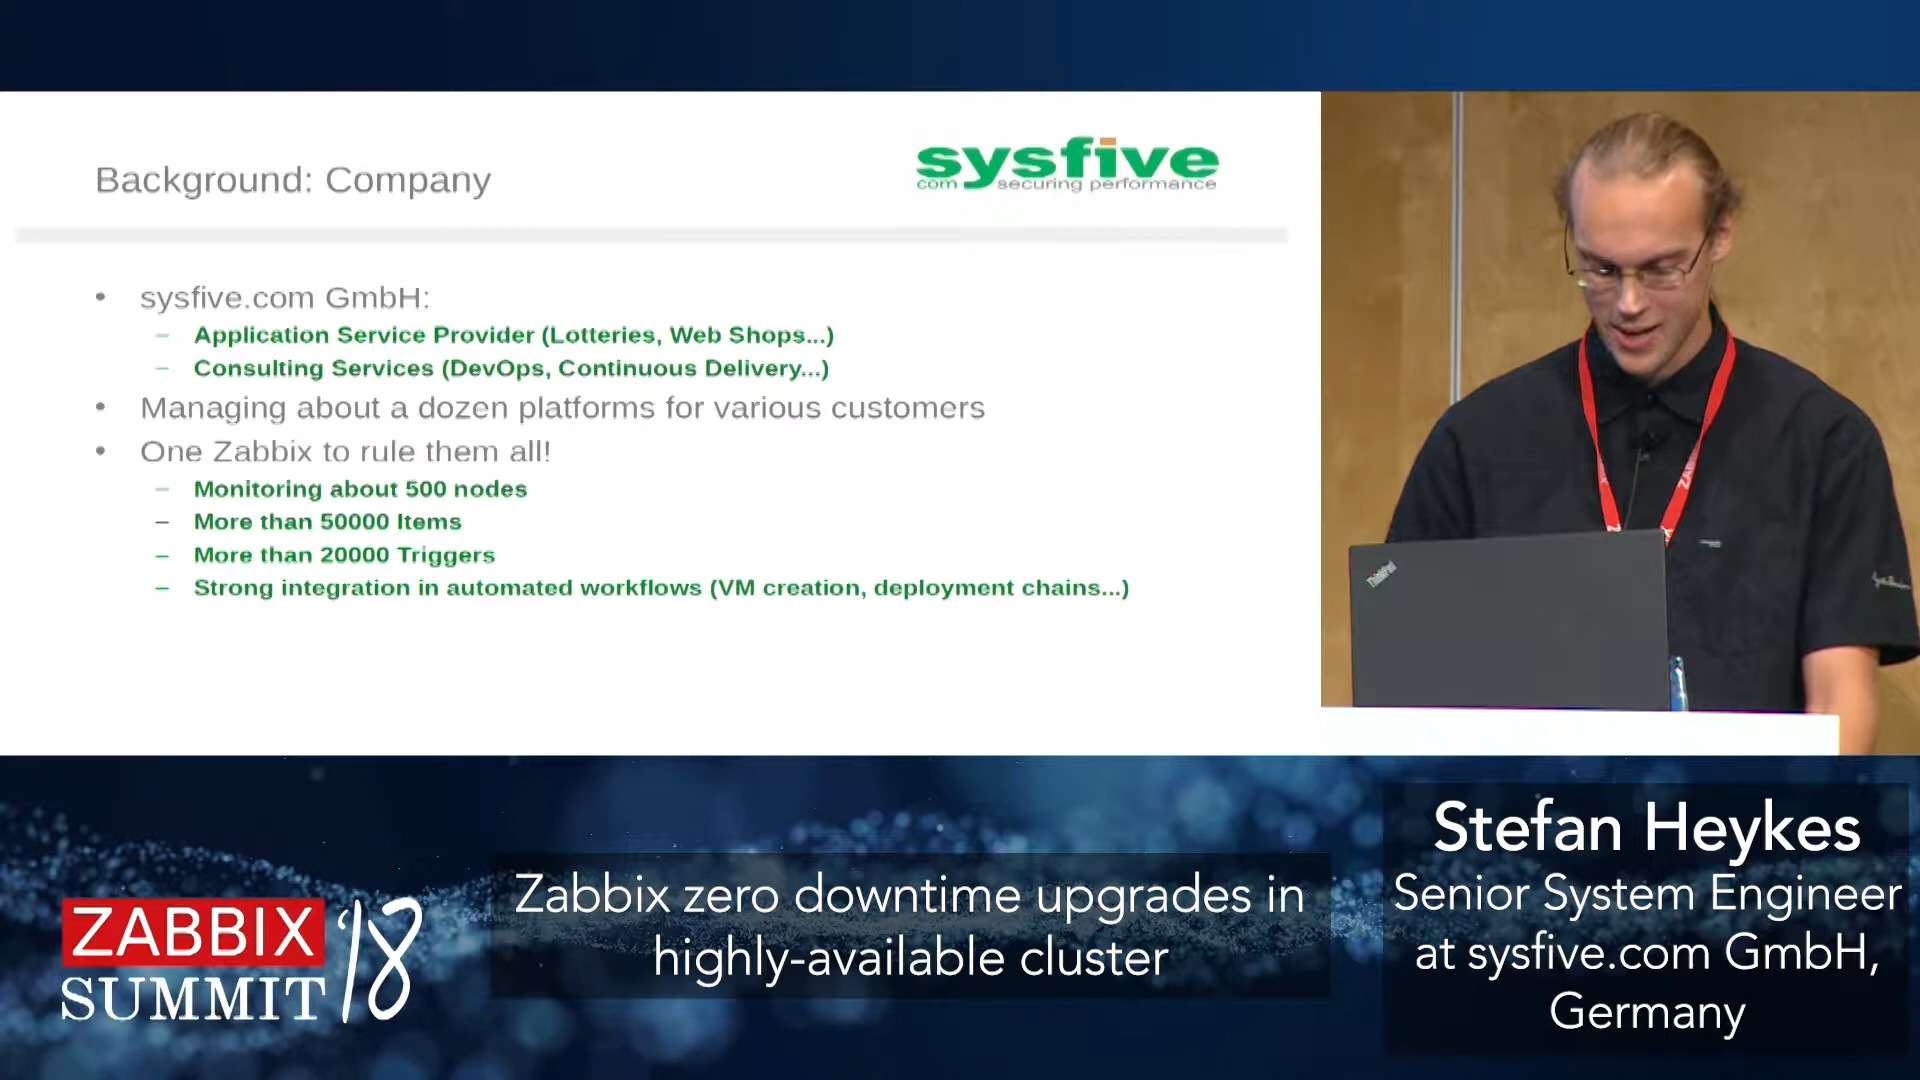 Background: Company
sysfive
com securing performance
• sysfive.com GmbH:
– Application Service Provider (Lotteries, Web Shops...)
– Consulting Services (DevOps, Continuous Delivery...)
• Managing about a dozen platforms for various customers
• One Zabbix to rule them all!
– Monitoring about 500 nodes
– More than 50000 Items
– More than 20000 Triggers
– Strong integration in automated workflows (VM creation, deployment chains...)
ThinkPad
ZABBIX
SUMMIT '18
Zabbix zero downtime upgrades in
highly-available cluster
Stefan Heykes
Senior System Engineer
at sysfive.com GmbH,
Germany